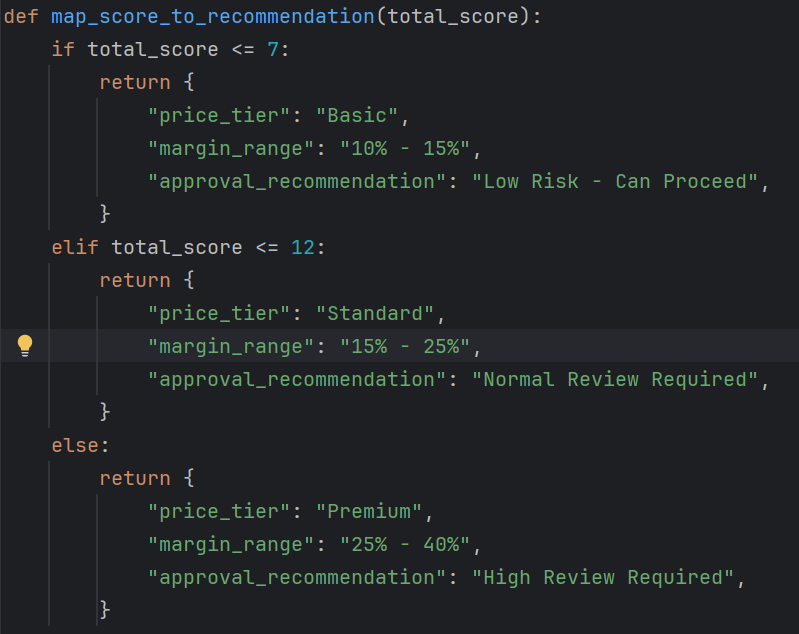 def map_score_to_recommendation(total_score):
    if total_score <= 7:
        return {
            "price_tier": "Basic",
            "margin_range": "10% - 15%",
            "approval_recommendation": "Low Risk - Can Proceed",
        }
    elif total_score <= 12:
        return {
            "price_tier": "Standard",
            "margin_range": "15% - 25%",
            "approval_recommendation": "Normal Review Required",
        }
    else:
        return {
            "price_tier": "Premium",
            "margin_range": "25% - 40%",
            "approval_recommendation": "High Review Required",
        }